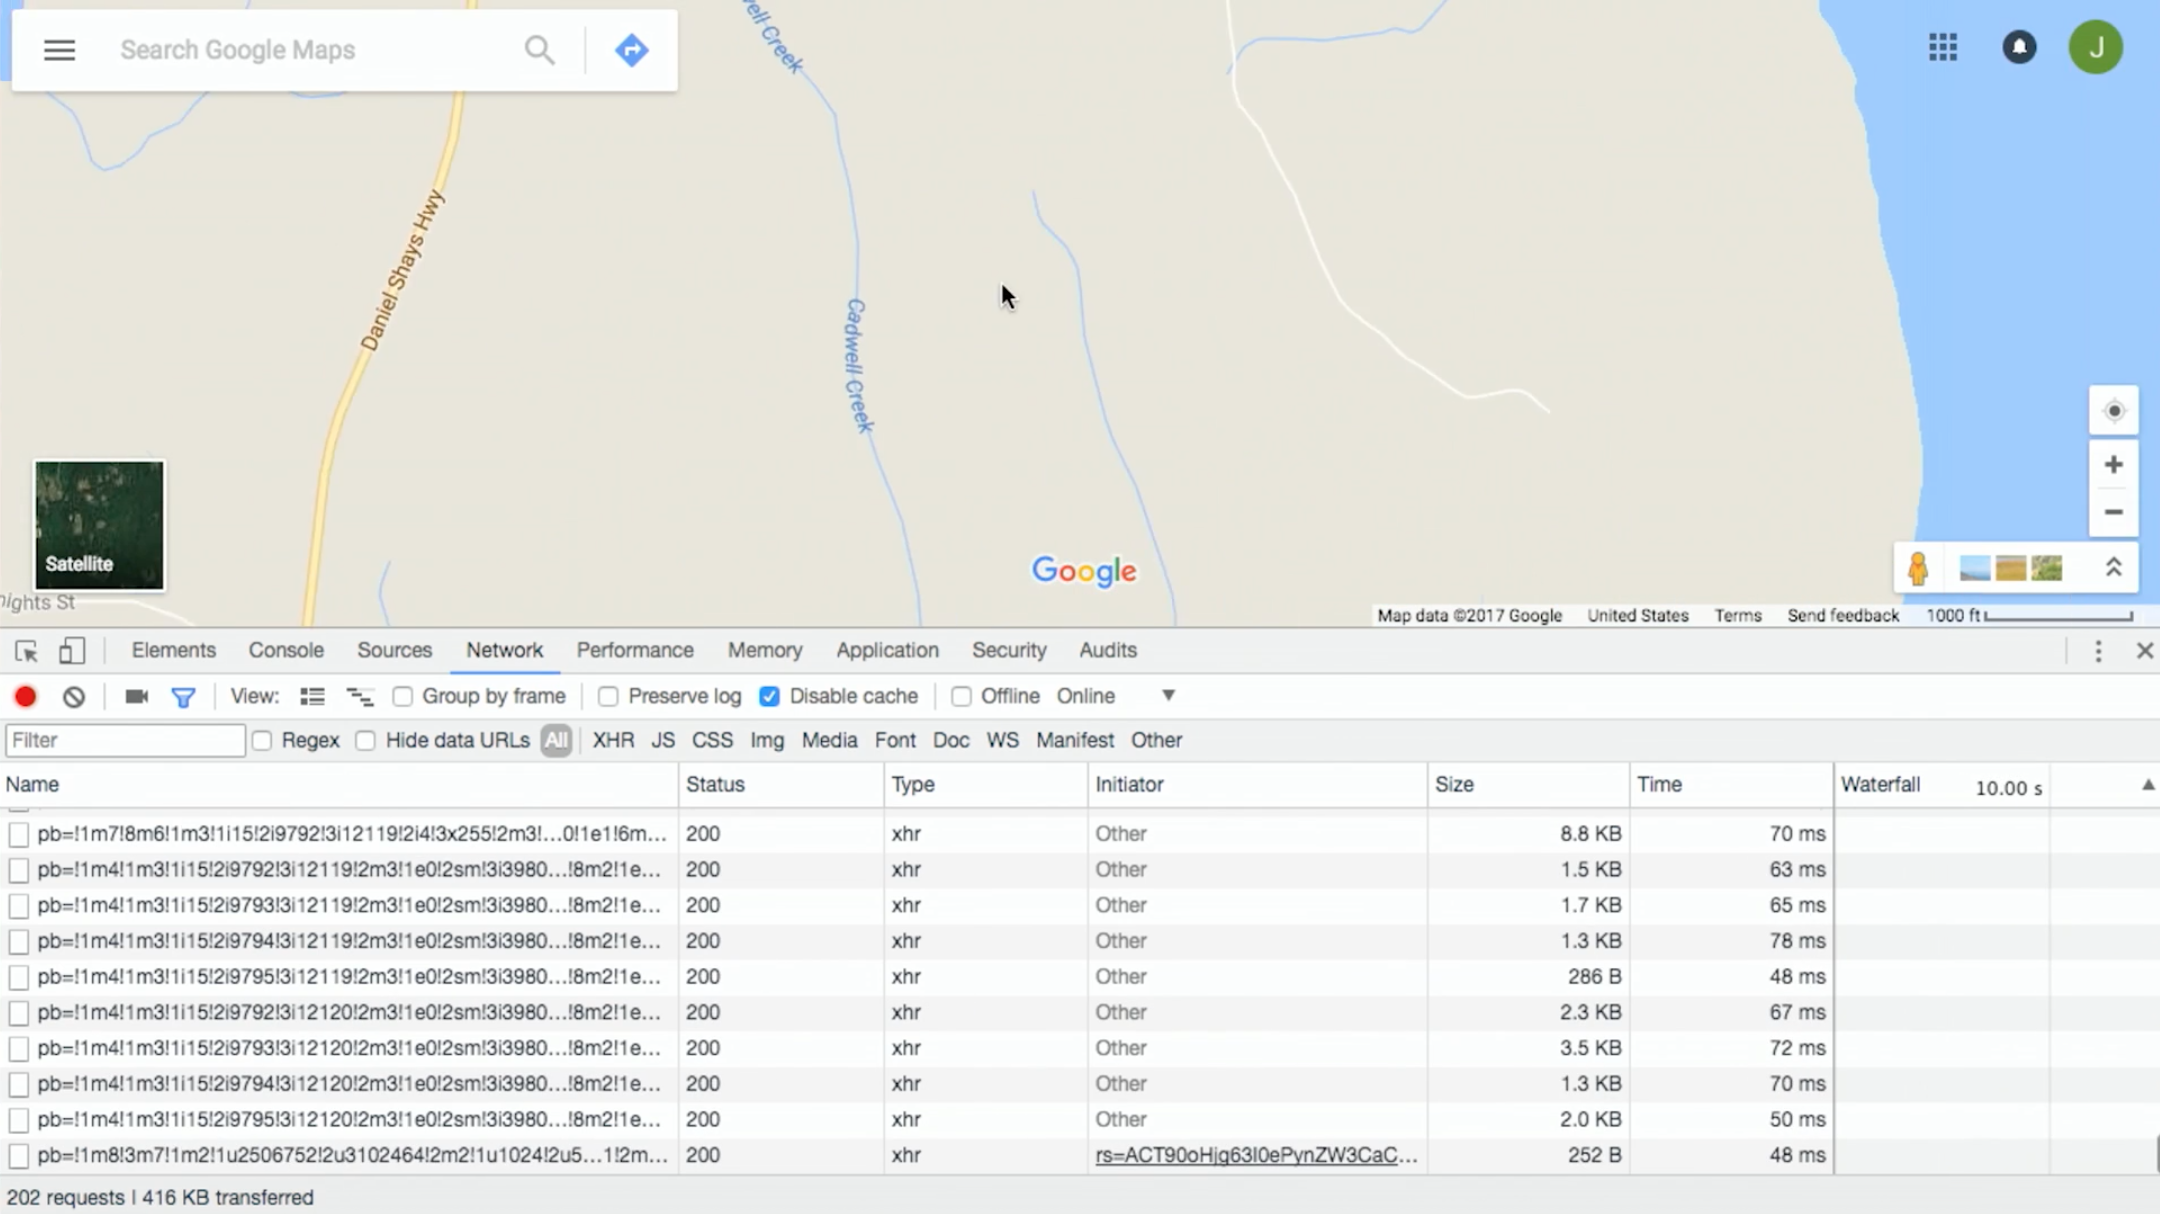 Search Google Maps
J
Creek
Daniel Shays Hwy
Cadwell Creek
Satellite
Google
St
Map data ©2017 Google United States Terms Send feedback 1000 ft
Elements Console Sources Network Performance Memory Application Security Audits
View: Group by frame Preserve log Disable cache Offline Online
Filter Regex Hide data URLs All XHR JS CSS Img Media Font Doc WS Manifest Other
Name Status Type Initiator Size Time Waterfall 10.00 s
pb=!1m7!8m6!1m3!1i15!2i9792!3i12119!2i4!3x255!2m3!...0!1e1!6m... 200 xhr Other 8.8 KB 70 ms
pb=!1m4!1m3!1i15!2i9792!3i12119!2m3!1e0!2sm!3i3980...!8m2!1e... 200 xhr Other 1.5 KB 63 ms
pb=!1m4!1m3!1i15!2i9793!3i12119!2m3!1e0!2sm!3i3980...!8m2!1e... 200 xhr Other 1.7 KB 65 ms
pb=!1m4!1m3!1i15!2i9794!3i12119!2m3!1e0!2sm!3i3980...!8m2!1e... 200 xhr Other 1.3 KB 78 ms
pb=!1m4!1m3!1i15!2i9795!3i12119!2m3!1e0!2sm!3i3980...!8m2!1e... 200 xhr Other 286 B 48 ms
pb=!1m4!1m3!1i15!2i9792!3i12120!2m3!1e0!2sm!3i3980...!8m2!1e... 200 xhr Other 2.3 KB 67 ms
pb=!1m4!1m3!1i15!2i9793!3i12120!2m3!1e0!2sm!3i3980...!8m2!1e... 200 xhr Other 3.5 KB 72 ms
pb=!1m4!1m3!1i15!2i9794!3i12120!2m3!1e0!2sm!3i3980...!8m2!1e... 200 xhr Other 1.3 KB 70 ms
pb=!1m4!1m3!1i15!2i9795!3i12120!2m3!1e0!2sm!3i3980...!8m2!1e... 200 xhr Other 2.0 KB 50 ms
pb=!1m8!3m7!1m2!1u2506752!2u3102464!2m2!1u1024!2u5...1!2m... 200 xhr rs=ACT90oHjg63I0ePynZW3CaC... 252 B 48 ms
202 requests | 416 KB transferred